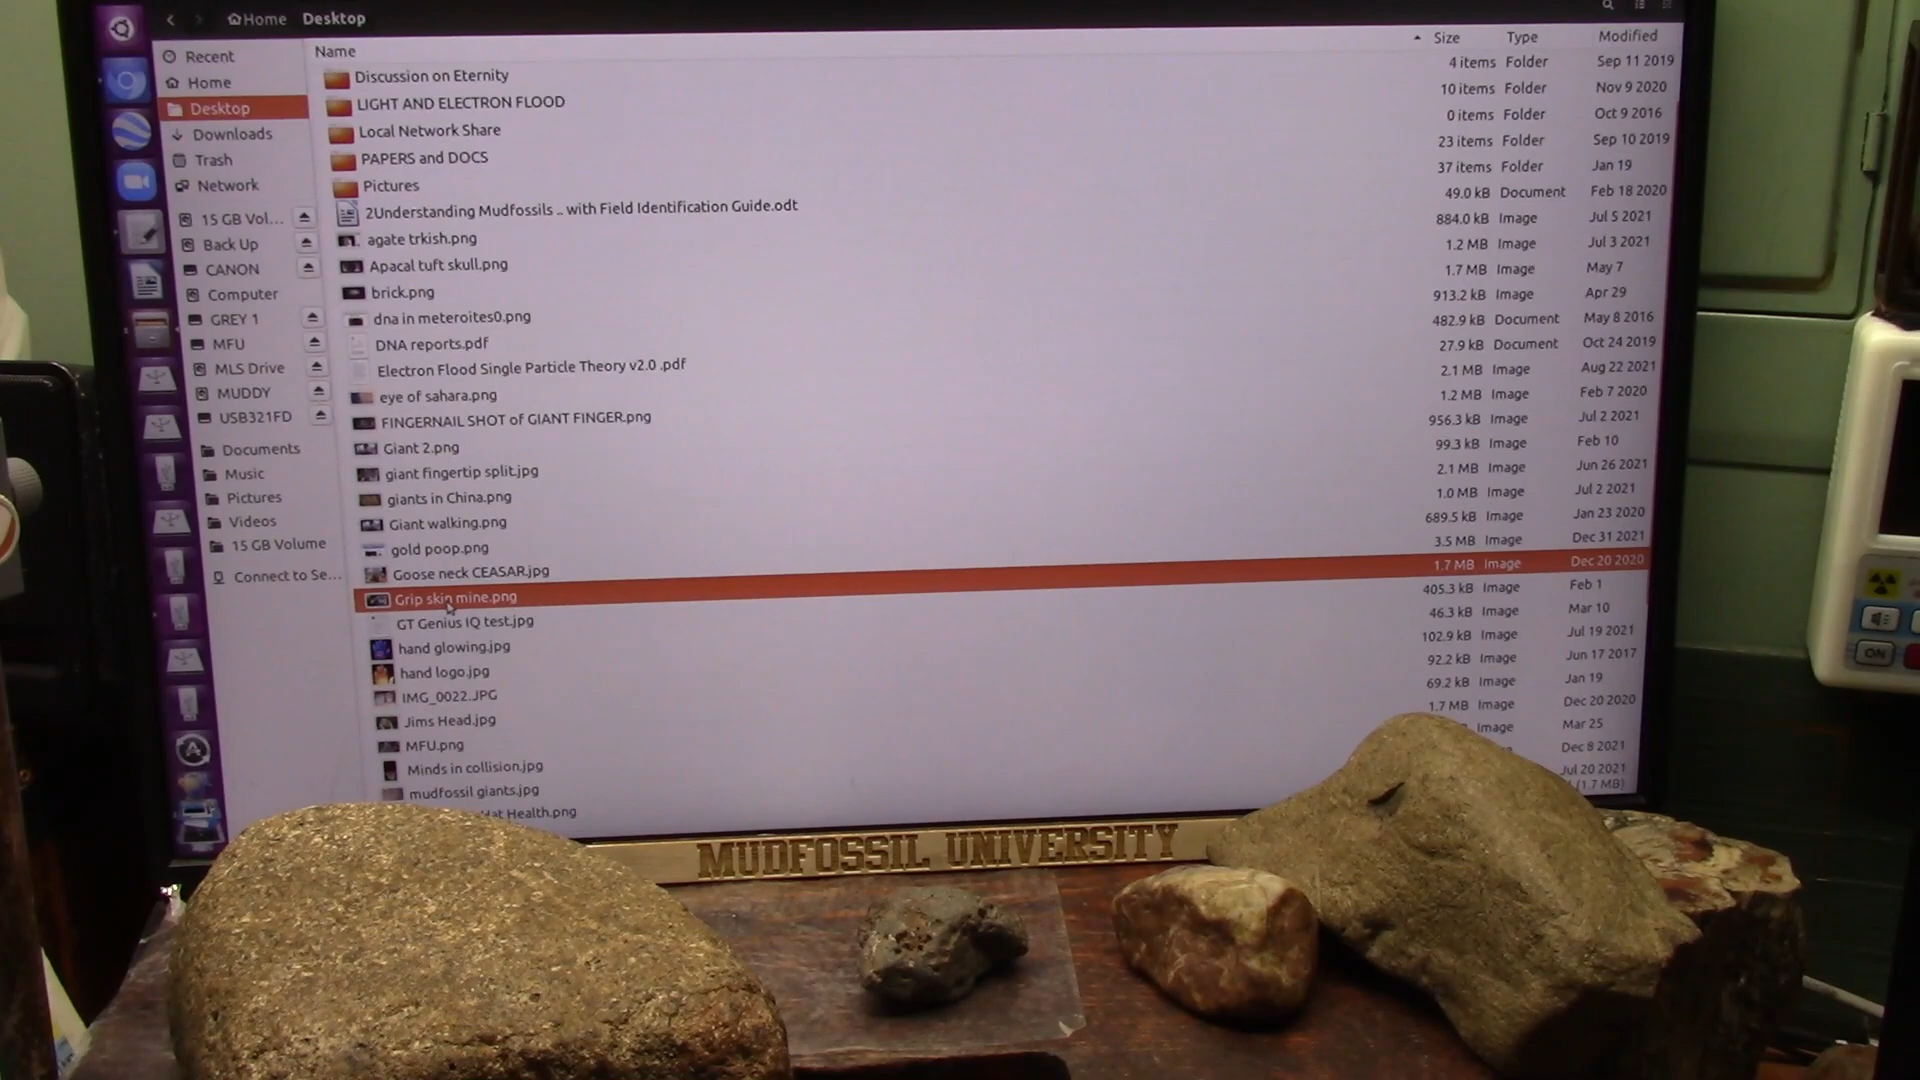 Home Desktop
Name Size Type Modified
Recent
Home
Desktop
Downloads
Trash
Network
15 GB Vol...
Back Up
CANON
Computer
GREY 1
MFU
MLS Drive
MUDDY
USB321FD
Documents
Music
Pictures
Videos
15 GB Volume
Connect to Se...
Discussion on Eternity
LIGHT AND ELECTRON FLOOD
Local Network Share
PAPERS and DOCS
Pictures
2Understanding Mudfossils .. with Field Identification Guide.odt
agate trkish.png
Apacal tuft skull.png
brick.png
dna in meteroites0.png
DNA reports.pdf
Electron Flood Single Particle Theory v2.0 .pdf
eye of sahara.png
FINGERNAIL SHOT of GIANT FINGER.png
Giant 2.png
giant fingertip split.jpg
giants in China.png
Giant walking.png
gold poop.png
Goose neck CEASAR.jpg
Grip skin mine.png
GT Genius IQ test.jpg
hand glowing.jpg
hand logo.jpg
IMG_0022.JPG
Jims Head.jpg
MFU.png
Minds in collision.jpg
mudfossil giants.jpg
Health.png
4 items Folder Sep 11 2019
10 items Folder Nov 9 2020
0 items Folder Oct 9 2016
23 items Folder Sep 10 2019
37 items Folder Jan 19
49.0 kB Document Feb 18 2020
884.0 kB Image Jul 5 2021
1.2 MB Image Jul 3 2021
1.7 MB Image May 7
913.2 kB Image Apr 29
482.9 kB Document May 8 2016
27.9 kB Document Oct 24 2019
2.1 MB Image Aug 22 2021
1.2 MB Image Feb 7 2020
956.3 kB Image Jul 2 2021
99.3 kB Image Feb 10
2.1 MB Image Jun 26 2021
1.0 MB Image Jul 2 2021
689.5 kB Image Jan 23 2020
3.5 MB Image Dec 31 2021
1.7 MB Image Dec 20 2020
405.3 kB Image Feb 1
46.3 kB Image Mar 10
102.9 kB Image Jul 19 2021
92.2 kB Image Jun 17 2017
69.2 kB Image Jan 19
1.7 MB Image Dec 20 2020
Image Mar 25
Dec 8 2021
Jul 20 2021
(1.7 MB)
MUDFOSSIL UNIVERSITY
ON